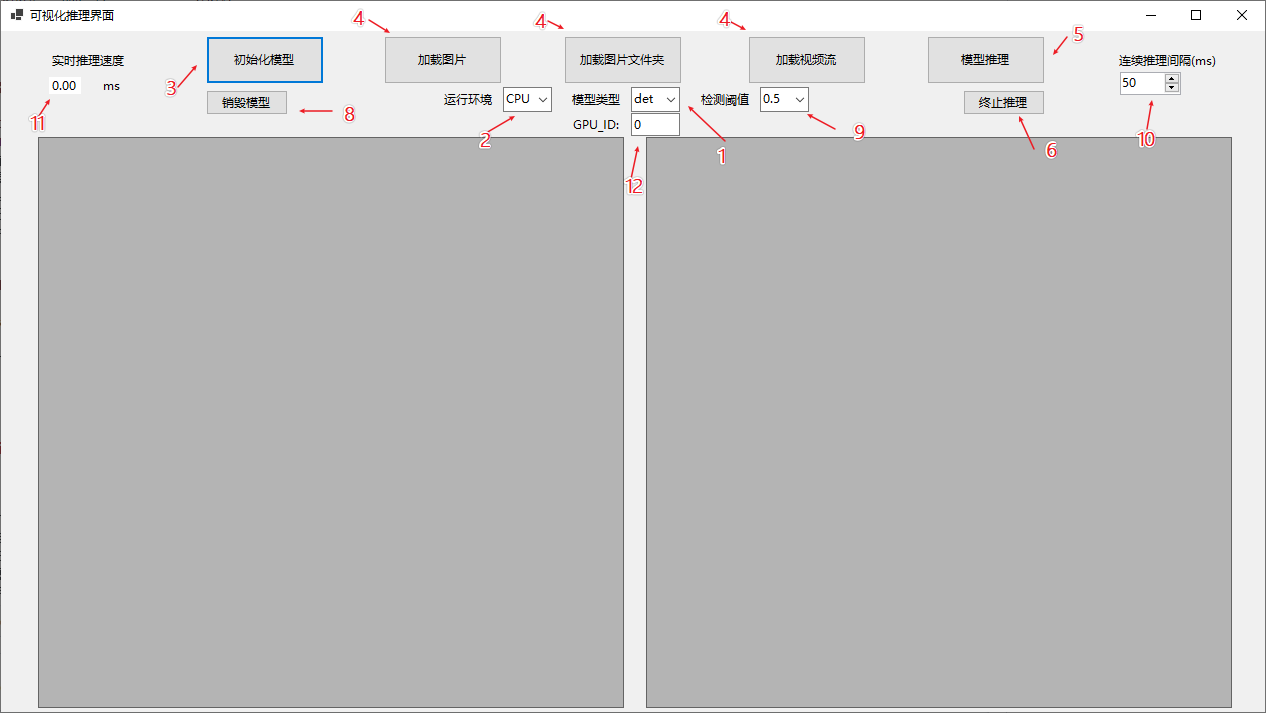 可视化推理界面
4
4
4
5
实时推理速度
初始化模型
加载图片
加载图片文件夹
加载视频流
模型推理
连续推理间隔(ms)
3
0.00 ms
50
销毁模型
8
运行环境 CPU
模型类型 det
检测阈值 0.5
终止推理
11
2
GPU_ID: 0
1
9
6
10
12